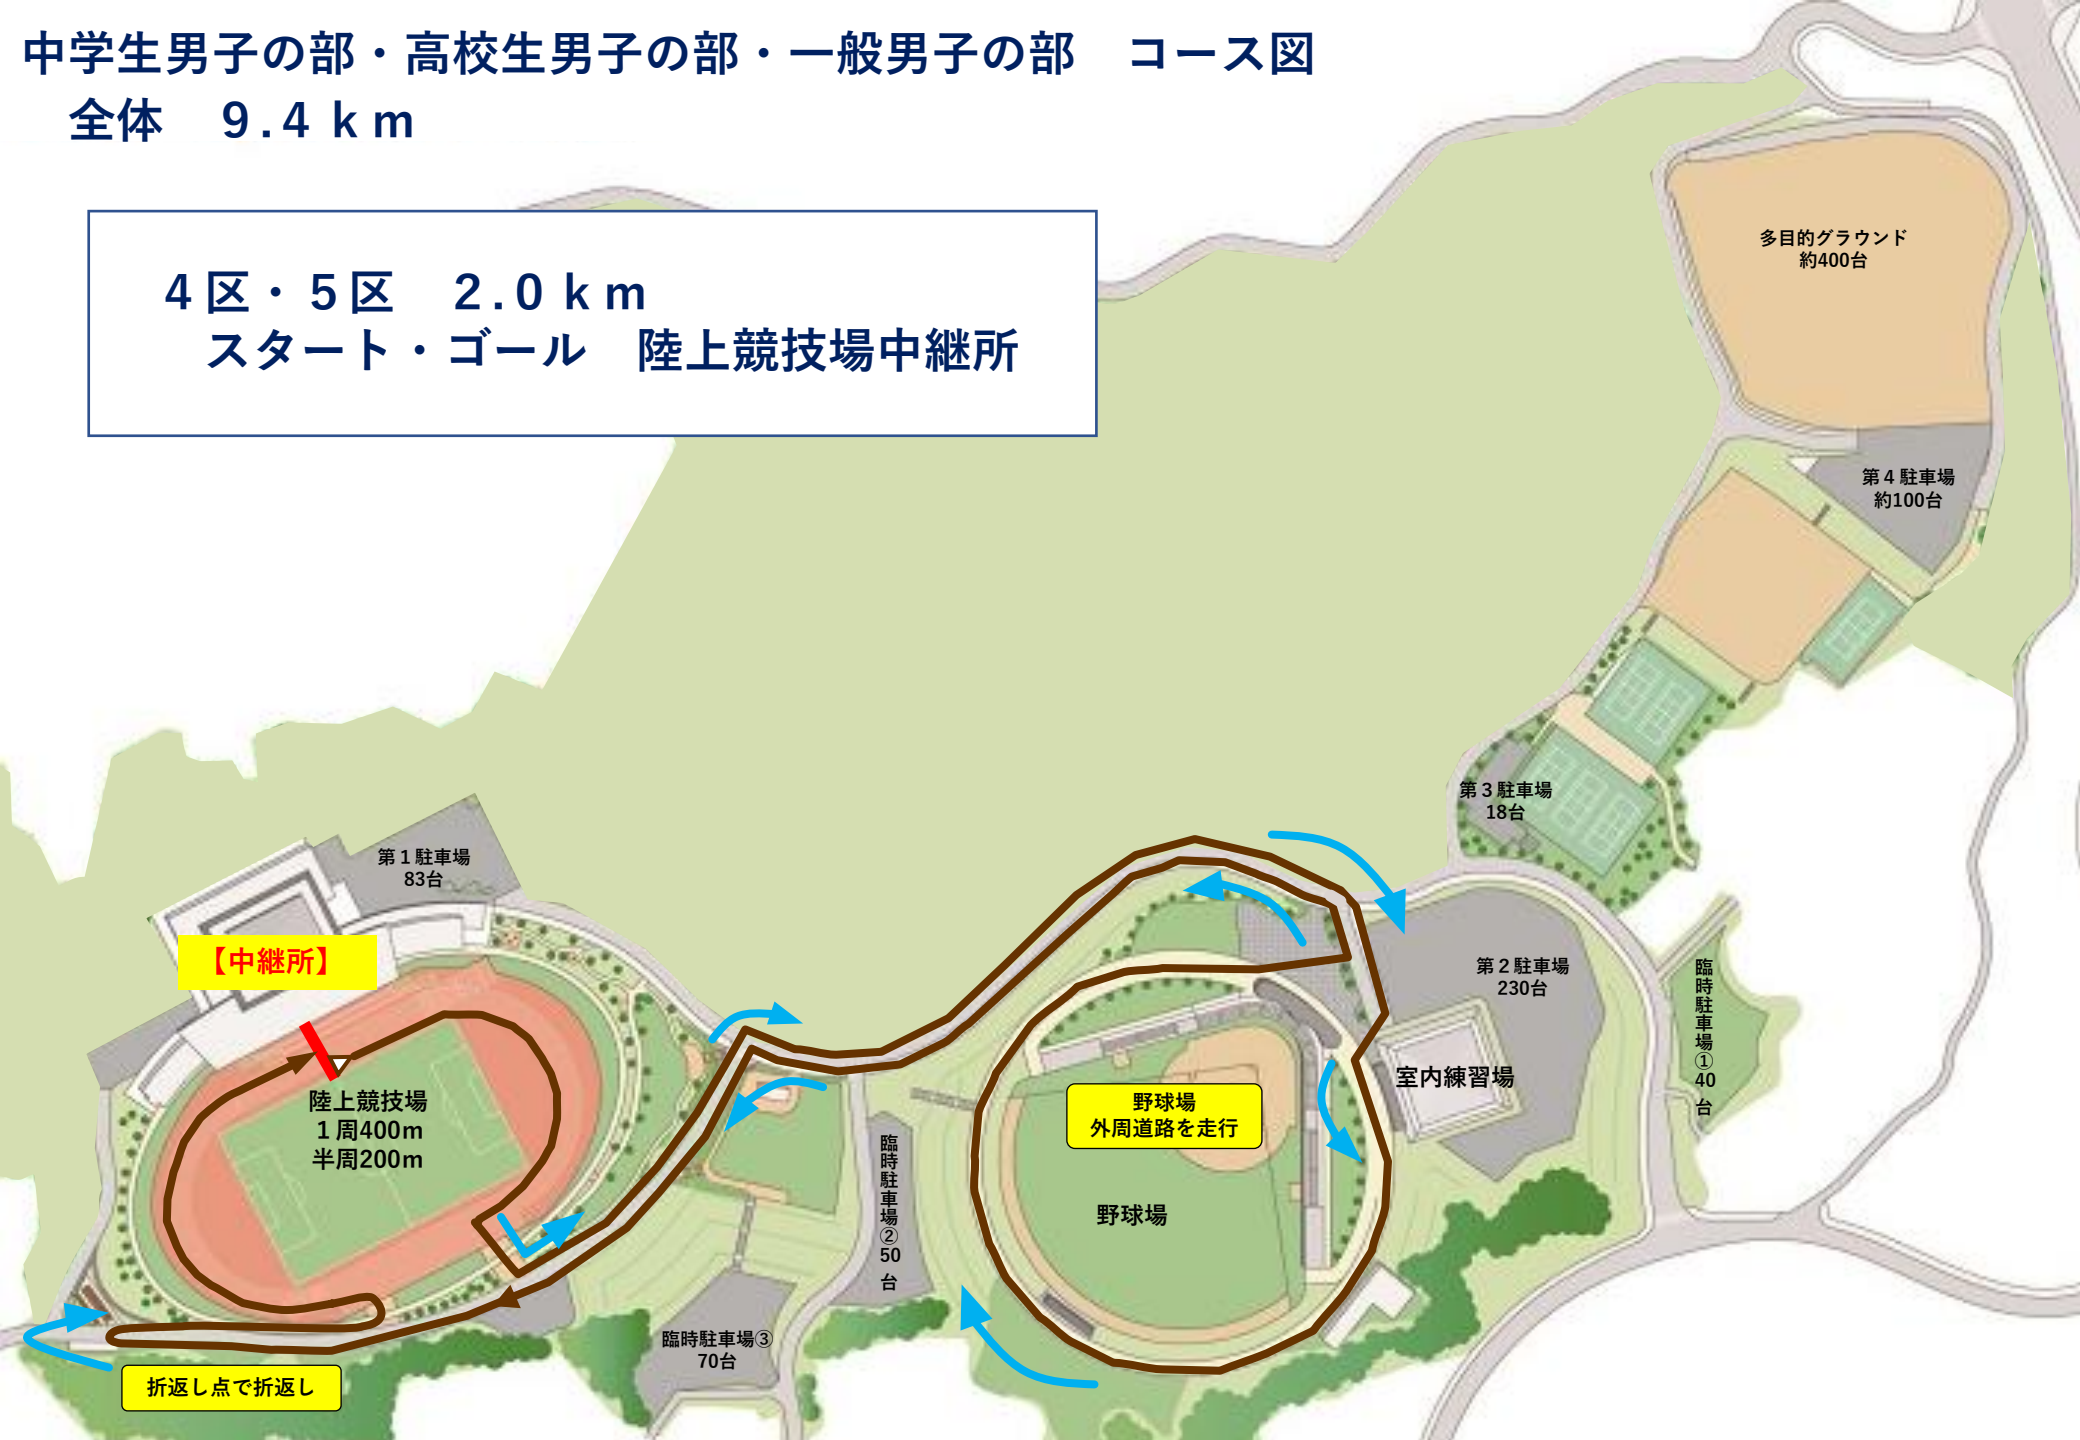 中学生男子の部・高校生男子の部・一般男子の部　コース図
全体　９.４ｋｍ
４区・５区　２.０ｋｍ
スタート・ゴール　陸上競技場中継所
多目的グラウンド
約400台
第４駐車場
約100台
第３駐車場
18台
第１駐車場
83台
【中継所】
陸上競技場
１周400m
半周200m
第２駐車場
230台
臨時駐車場①40台
室内練習場
野球場
外周道路を走行
臨時駐車場②50台
野球場
臨時駐車場③
70台
折返し点で折返し